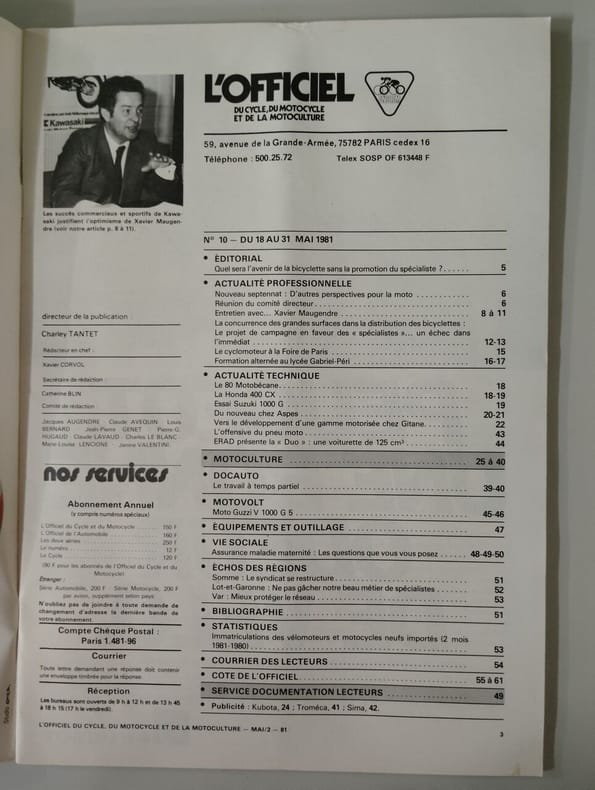 Kawasaki
Les succès commerciaux et sportifs de Kawa-
saki justifient l'optimisme de Xavier Maugen-
dre (voir notre article p. 8 à 11).
directeur de la publication :
Charley TANTET
Rédacteur en chef :
Xavier CORVOL
Secrétaire de rédaction :
Catherine BLIN
Comité de rédaction :
Jacques AUGENDRE Claude AVEQUIN Louis
BERNARD Jean-Pierre GENET Pierre-G.
HUGAUD Claude LAVAUD Charles LE BLANC
Marie-Louise LENCIONE Janine VALENTINI.
nos services
Abonnement Annuel
(y compris numéros spéciaux)
L'Officiel du Cycle et du Motocycle ..... 150 F
L'Officiel de l'Automobile ..... 160 F
Les deux séries ..... 250 F
Le numéro ..... 12 F
Le Cycle ..... 120 F
(80 F pour les abonnés de l'Officiel du Cycle et du
Motocycle)
Étranger :
Série Automobile, 200 F Série Motocycle, 200 F
par avion, supplément selon pays
N'oubliez pas de joindre à toute demande de
changement d'adresse la dernière bande de
votre abonnement.
Compte Chèque Postal :
Paris 1.481-96
Courrier
Toute lettre demandant une réponse doit contenir
une enveloppe timbrée pour la réponse.
Réception
Les bureaux sont ouverts de 9 h à 12 h et de 13 h 45
à 18 h 15 (17 h le vendredi).
L'OFFICIEL
DU CYCLE, DU MOTOCYCLE
ET DE LA MOTOCULTURE
59, avenue de la Grande-Armée, 75782 PARIS cedex 16
Téléphone : 500.25.72 Telex SOSP OF 613448 F
N° 10 – DU 18 AU 31 MAI 1981
• ÉDITORIAL
Quel sera l'avenir de la bicyclette sans la promotion du spécialiste ? ...... 5
• ACTUALITÉ PROFESSIONNELLE
Nouveau septennat : D'autres perspectives pour la moto ............ 6
Réunion du comité directeur ............ 6
Entretien avec... Xavier Maugendre ............ 8 à 11
La concurrence des grandes surfaces dans la distribution des bicyclettes :
Le projet de campagne en faveur des « spécialistes »... un échec dans
l'immédiat ............ 12-13
Le cyclomoteur à la Foire de Paris ............ 15
Formation alternée au lycée Gabriel-Péri ............ 16-17
• ACTUALITÉ TECHNIQUE
Le 80 Motobécane ............ 18
La Honda 400 CX ............ 18-19
Essai Suzuki 1000 G ............ 19
Du nouveau chez Aspes ............ 20-21
Vers le développement d'une gamme motorisée chez Gitane ............ 22
L'offensive du pneu moto ............ 43
ERAD présente la « Duo » : une voiturette de 125 cm³ ............ 44
• MOTOCULTURE ............ 25 à 40
• DOCAUTO
Le travail à temps partiel ............ 39-40
• MOTOVOLT
Moto Guzzi V 1000 G 5 ............ 45-46
• ÉQUIPEMENTS ET OUTILLAGE ............ 47
• VIE SOCIALE
Assurance maladie maternité : Les questions que vous vous posez ...... 48-49-50
• ÉCHOS DES RÉGIONS
Somme : Le syndicat se restructure ............ 51
Lot-et-Garonne : Ne pas gâcher notre beau métier de spécialistes ........ 52
Var : Mieux protéger le réseau ............ 53
• BIBLIOGRAPHIE ............ 51
• STATISTIQUES
Immatriculations des vélomoteurs et motocycles neufs importés (2 mois
1981-1980) ............ 53
• COURRIER DES LECTEURS ............ 54
• COTE DE L'OFFICIEL ............ 55 à 61
• SERVICE DOCUMENTATION LECTEURS ............ 49
• Publicité : Kubota, 24 ; Troméca, 41 ; Sima, 42.
L'OFFICIEL DU CYCLE, DU MOTOCYCLE ET DE LA MOTOCULTURE – MAI/2 – 81
3